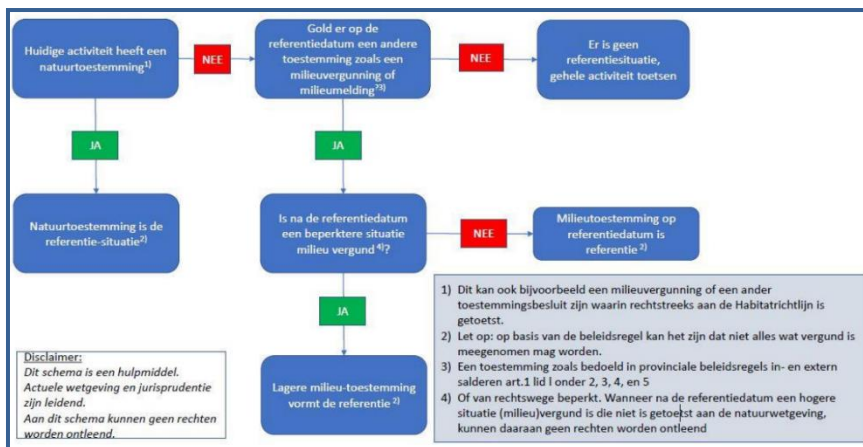 Huidige activiteit heeft een
natuurtoestemming1)
NEE
Gold er op de
referentiedatum een andere
toestemming zoals een
milieuvergunning of
milieumelding?3)
NEE
Er is geen
referentiesituatie,
gehele activiteit toetsen
JA
JA
Natuurtoestemming is de
referentie-situatie2)
Is na de referentiedatum
een beperktere situatie
milieu vergund 4)?
NEE
Milieutoestemming op
referentiedatum is
referentie 2)
JA
Lagere milieu-toestemming
vormt de referentie 2)
Disclaimer:
Dit schema is een hulpmiddel.
Actuele wetgeving en jurisprudentie
zijn leidend.
Aan dit schema kunnen geen rechten
worden ontleend.
1) Dit kan ook bijvoorbeeld een milieuvergunning of een ander
toestemmingsbesluit zijn waarin rechtstreeks aan de Habitatrichtlijn is
getoetst.
2) Let op: op basis van de beleidsregel kan het zijn dat niet alles wat vergund is
meegenomen mag worden.
3) Een toestemming zoals bedoeld in provinciale beleidsregels in- en extern
salderen art.1 lid l onder 2, 3, 4, en 5
4) Of van rechtswege beperkt. Wanneer na de referentiedatum een hogere
situatie (milieu)vergund is die niet is getoetst aan de natuurwetgeving,
kunnen daaraan geen rechten worden ontleend